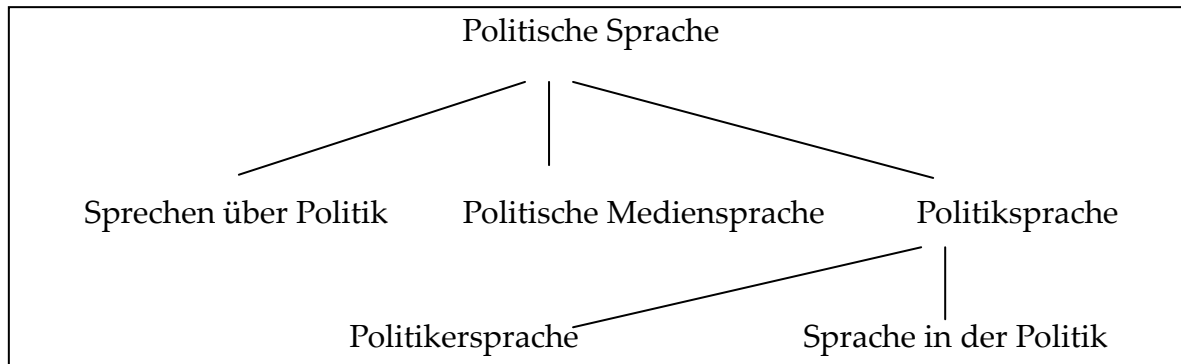 Politische Sprache
Sprechen über Politik Politische Mediensprache Politiksprache
Politikersprache Sprache in der Politik